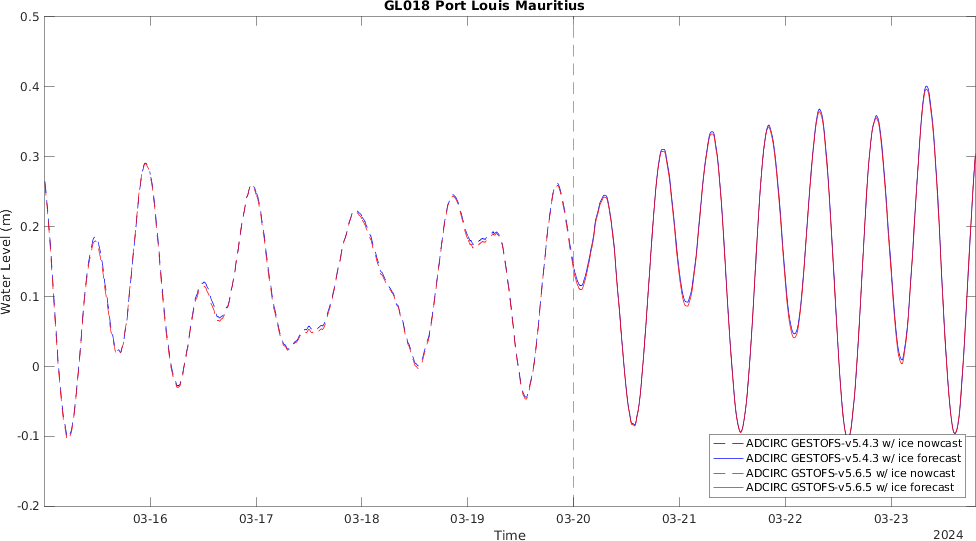 GL018 Port Louis Mauritius
0.5
0.4
0.3
0.2
0.1
0
-0.1
-0.2
Water Level (m)
03-16 03-17 03-18 03-19 03-20 03-21 03-22 03-23
Time
2024
ADCIRC GESTOFS-v5.4.3 w/ ice nowcast
ADCIRC GESTOFS-v5.4.3 w/ ice forecast
ADCIRC GSTOFS-v5.6.5 w/ ice nowcast
ADCIRC GSTOFS-v5.6.5 w/ ice forecast